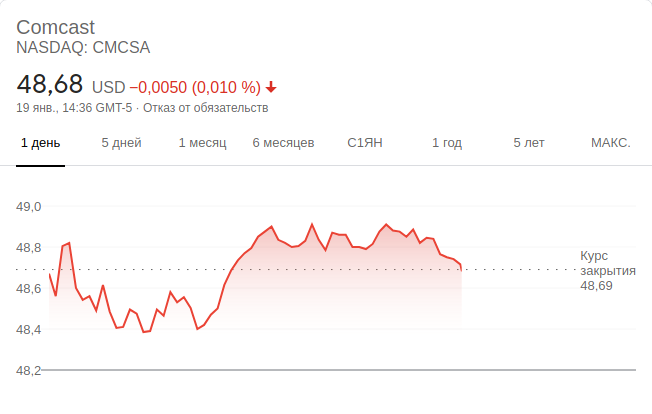 Comcast
NASDAQ: CMCSA
48,68 USD −0,0050 (0,010 %)
19 янв., 14:36 GMT-5 · Отказ от обязательств
1 день 5 дней 1 месяц 6 месяцев С1ЯН 1 год 5 лет МАКС.
49,0
48,8
Курс
закрытия
48,6
48,69
48,4
48,2